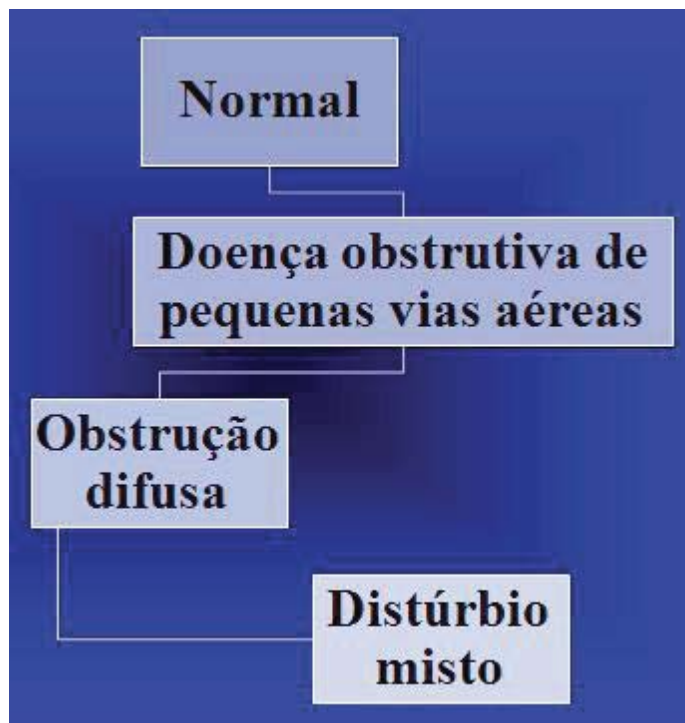 Normal
Doença obstrutiva de
pequenas vias aéreas
Obstrução
difusa
Distúrbio
misto